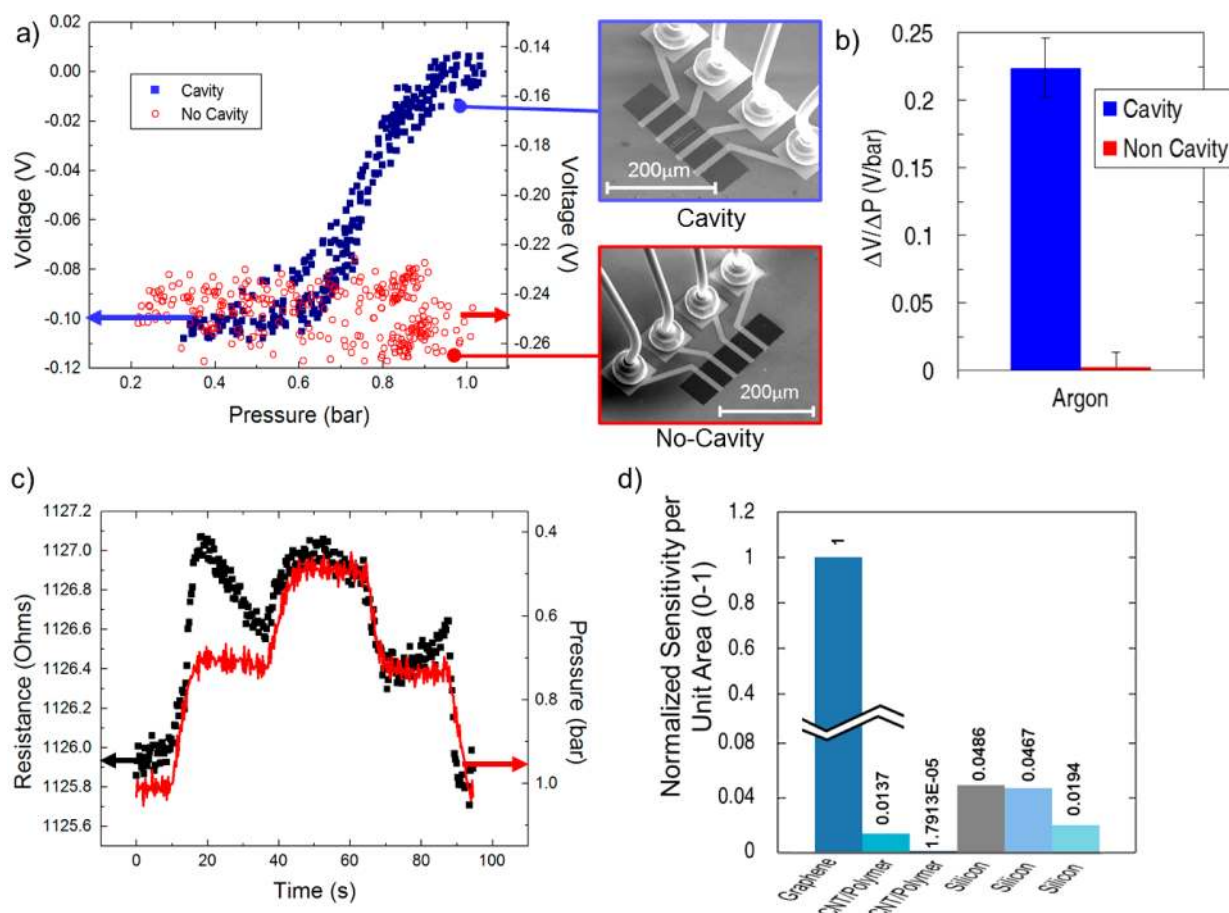 a)
0.00
-0.02
-0.04
-0.06
-0.08
-0.10
-0.12
Voltage (V)
Cavity
No Cavity
-0.14
-0.16
-0.18
-0.20
-0.22
-0.24
-0.26
Voltage
(V)
0.2
0.4
0.6
0.8
1.0
Pressure (bar)
200μm
Cavity
200μm
No-Cavity
b)
0.25
0.2
0.15
0.1
0.05
0
ΔV/ΔP (V/bar)
Cavity
Non Cavity
Argon
c)
1127.2
1127.0
1126.8
1126.6
1126.4
1126.2
1126.0
1125.8
1125.6
Resistance (Ohms)
0.4
0.6
0.8
1.0
Pressure
(bar)
0
20
40
60
80
100
Time (s)
d)
Normalized Sensitivity per
Unit Area (0-1)
1.2
1
0.8
0.4
0.08
0.04
0
1
0.0137
1.7913E-05
0.0486
0.0467
0.0194
Graphene
CNT/Polymer
CNT/Polymer
Silicon
Silicon
Silicon